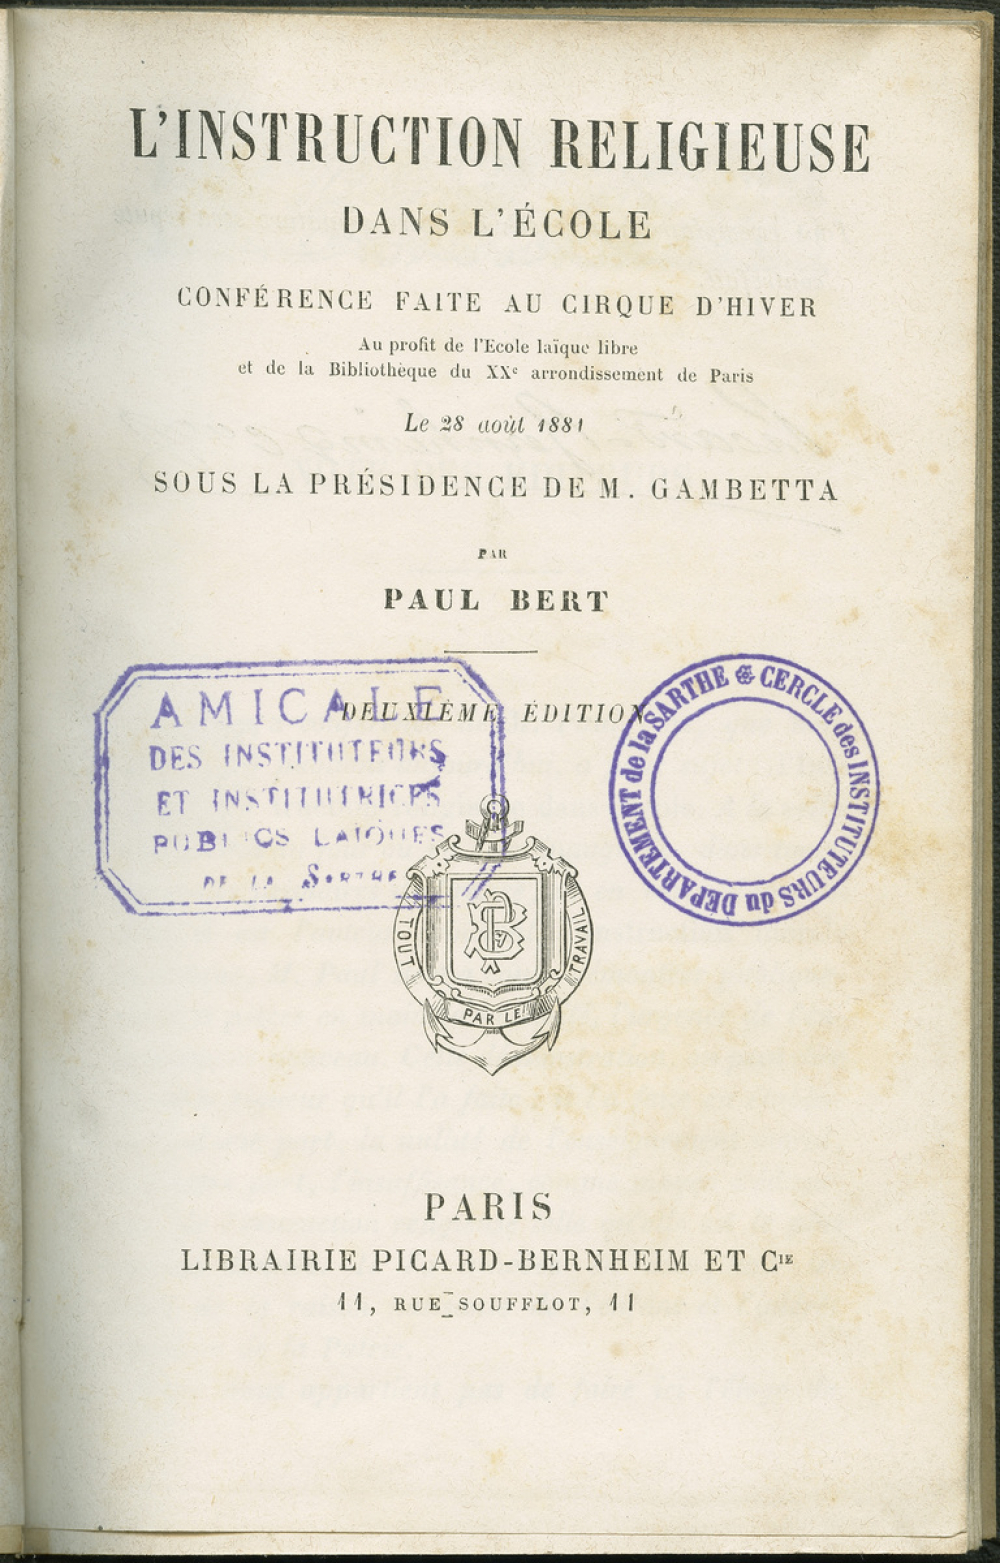 L'INSTRUCTION RELIGIEUSE
DANS L'ÉCOLE
CONFÉRENCE FAITE AU CIRQUE D'HIVER
Au profit de l'Ecole laïque libre
et de la Bibliothèque du XXe arrondissement de Paris
Le 28 août 1881
SOUS LA PRÉSIDENCE DE M. GAMBETTA
PAR
PAUL BERT
DEUXIÈME ÉDITION
AMICALE
DES INSTITUTEURS
ET INSTITUTRICES
PUBLICS LAIQUES
DE LA SARTHE
CERCLE des INSTITUTEURS du DÉPARTEMENT de la SARTHE
TOUT PAR LE TRAVAIL
PARIS
LIBRAIRIE PICARD-BERNHEIM ET CIE
11, RUE SOUFFLOT, 11